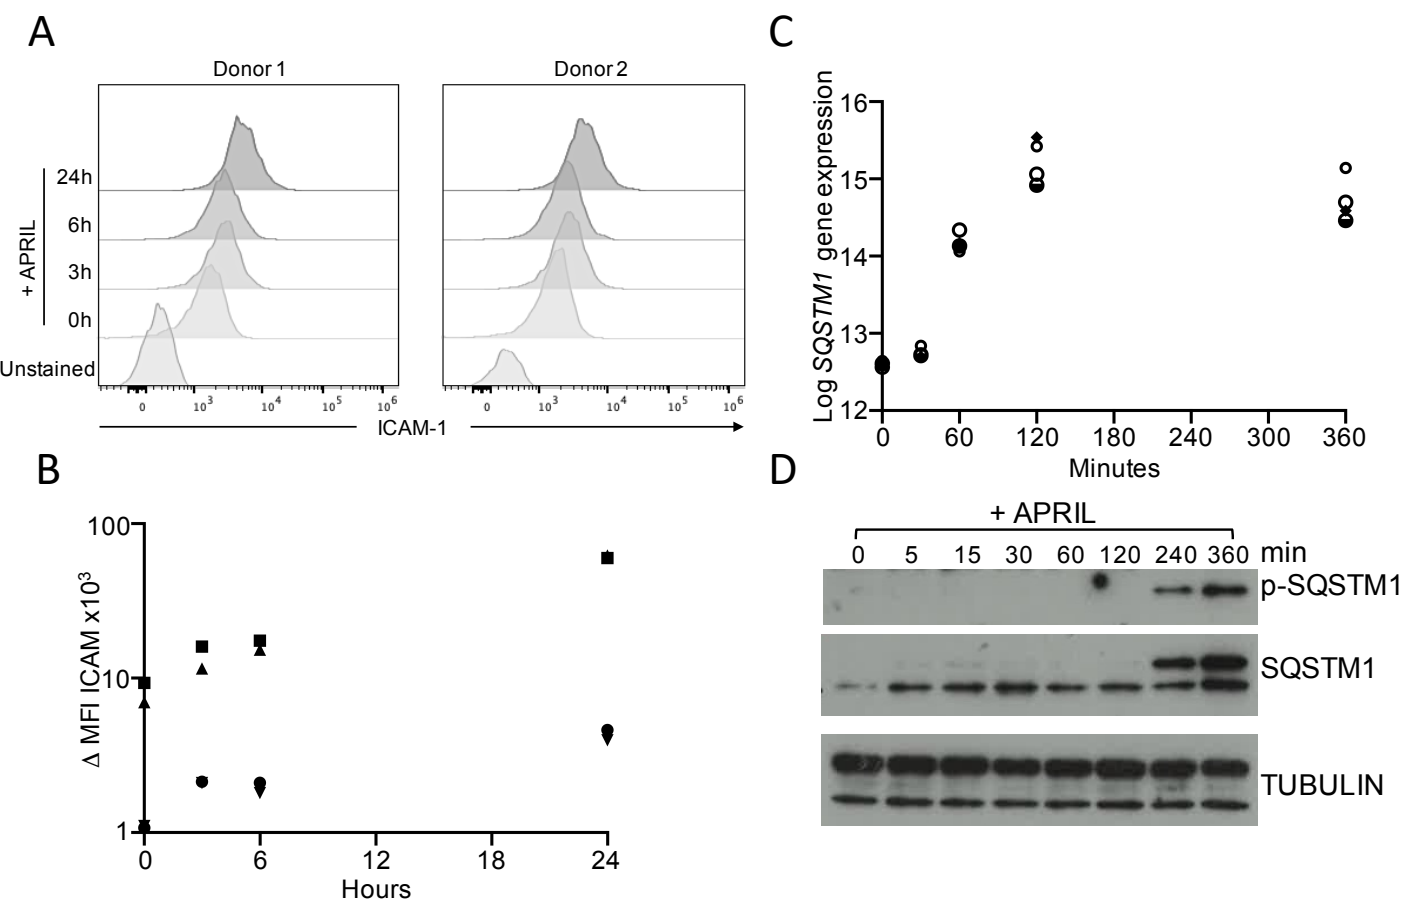 A
Donor 1
Donor 2
+ APRIL
24h
6h
3h
0h
Unstained
0 10³ 10⁴ 10⁵ 10⁶
0 10³ 10⁴ 10⁵ 10⁶
ICAM-1
B
Δ MFI ICAM x10³
100
10
1
0 6 12 18 24
Hours
C
Log SQSTM1 gene expression
16
15
14
13
12
0 60 120 180 240 300 360
Minutes
D
+ APRIL
0 5 15 30 60 120 240 360 min
p-SQSTM1
SQSTM1
TUBULIN